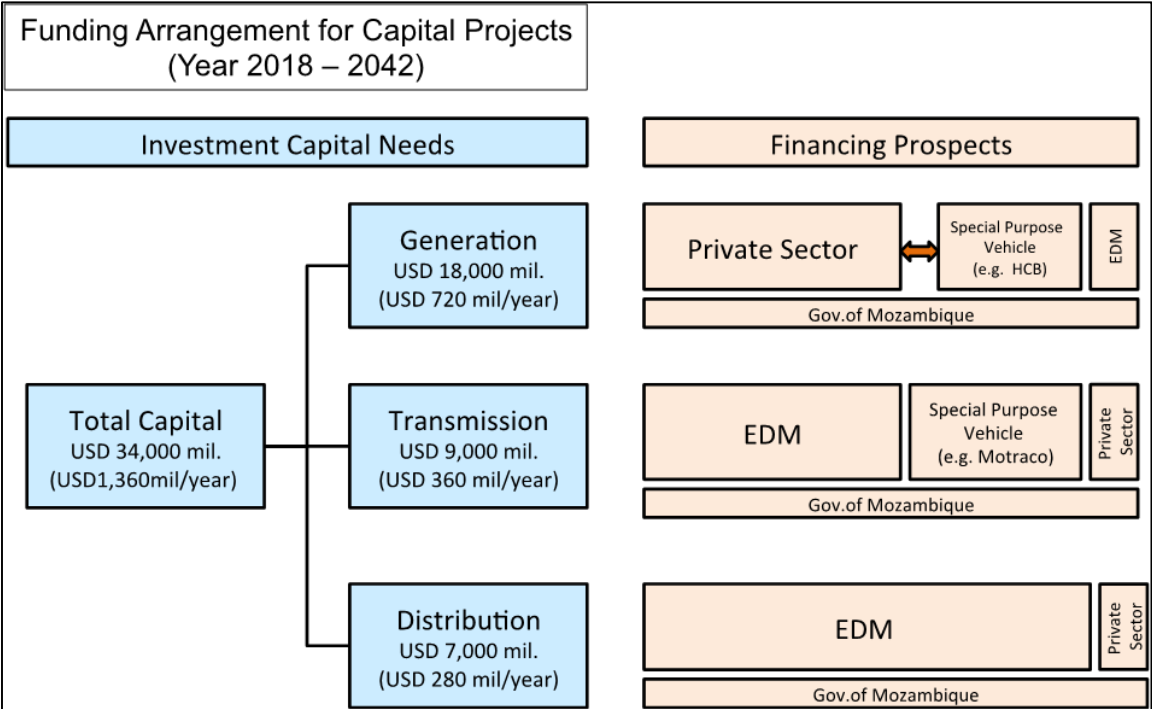 Funding Arrangement for Capital Projects
(Year 2018 – 2042)
Investment Capital Needs
Financing Prospects
Generation
USD 18,000 mil.
(USD 720 mil/year)
Private Sector
Special Purpose
Vehicle
(e.g. HCB)
EDM
Gov.of Mozambique
Total Capital
USD 34,000 mil.
(USD1,360mil/year)
Transmission
USD 9,000 mil.
(USD 360 mil/year)
EDM
Special Purpose
Vehicle
(e.g. Motraco)
Private
Sector
Gov.of Mozambique
Distribution
USD 7,000 mil.
(USD 280 mil/year)
EDM
Private
Sector
Gov.of Mozambique